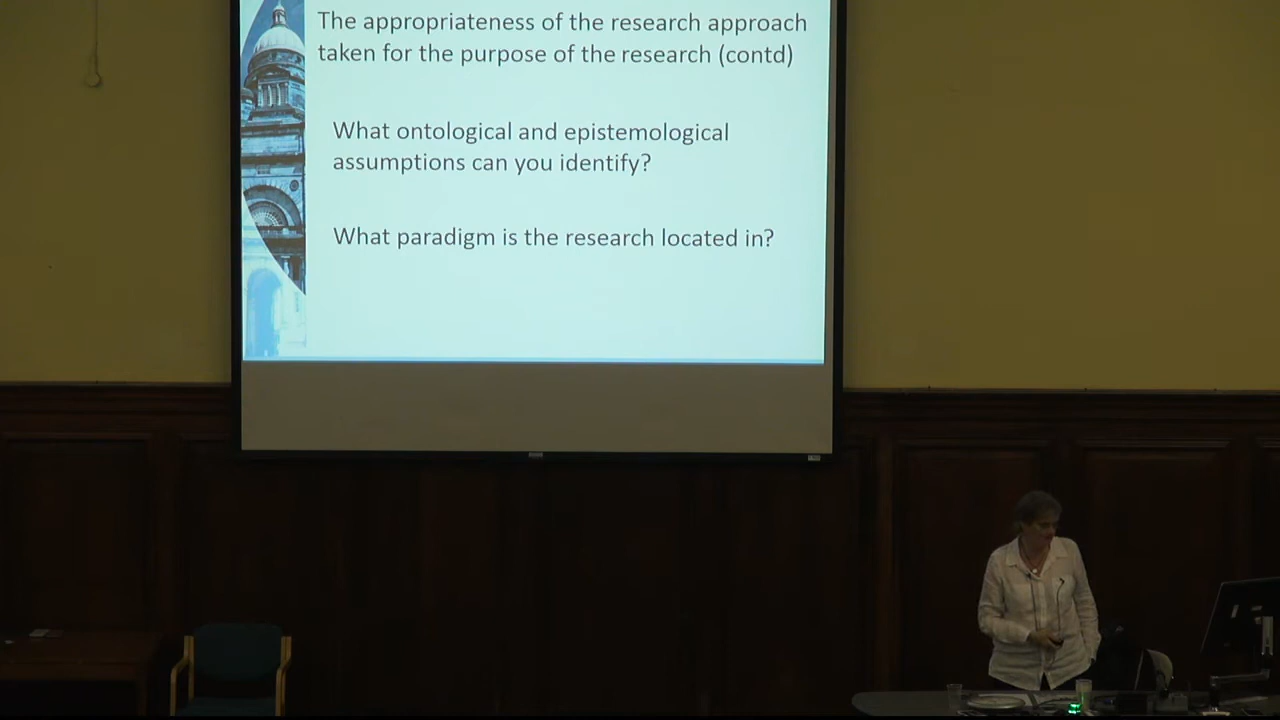 The appropriateness of the research approach
taken for the purpose of the research (contd)
What ontological and epistemological
assumptions can you identify?
What paradigm is the research located in?